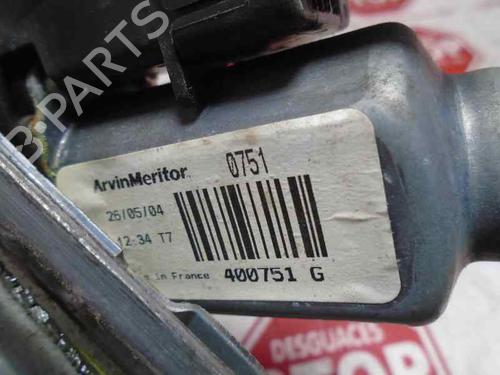 ArvinMeritor 0751
26/05/04
12:34 T7
in France 400751 G
B-PARTS
DESGUACES